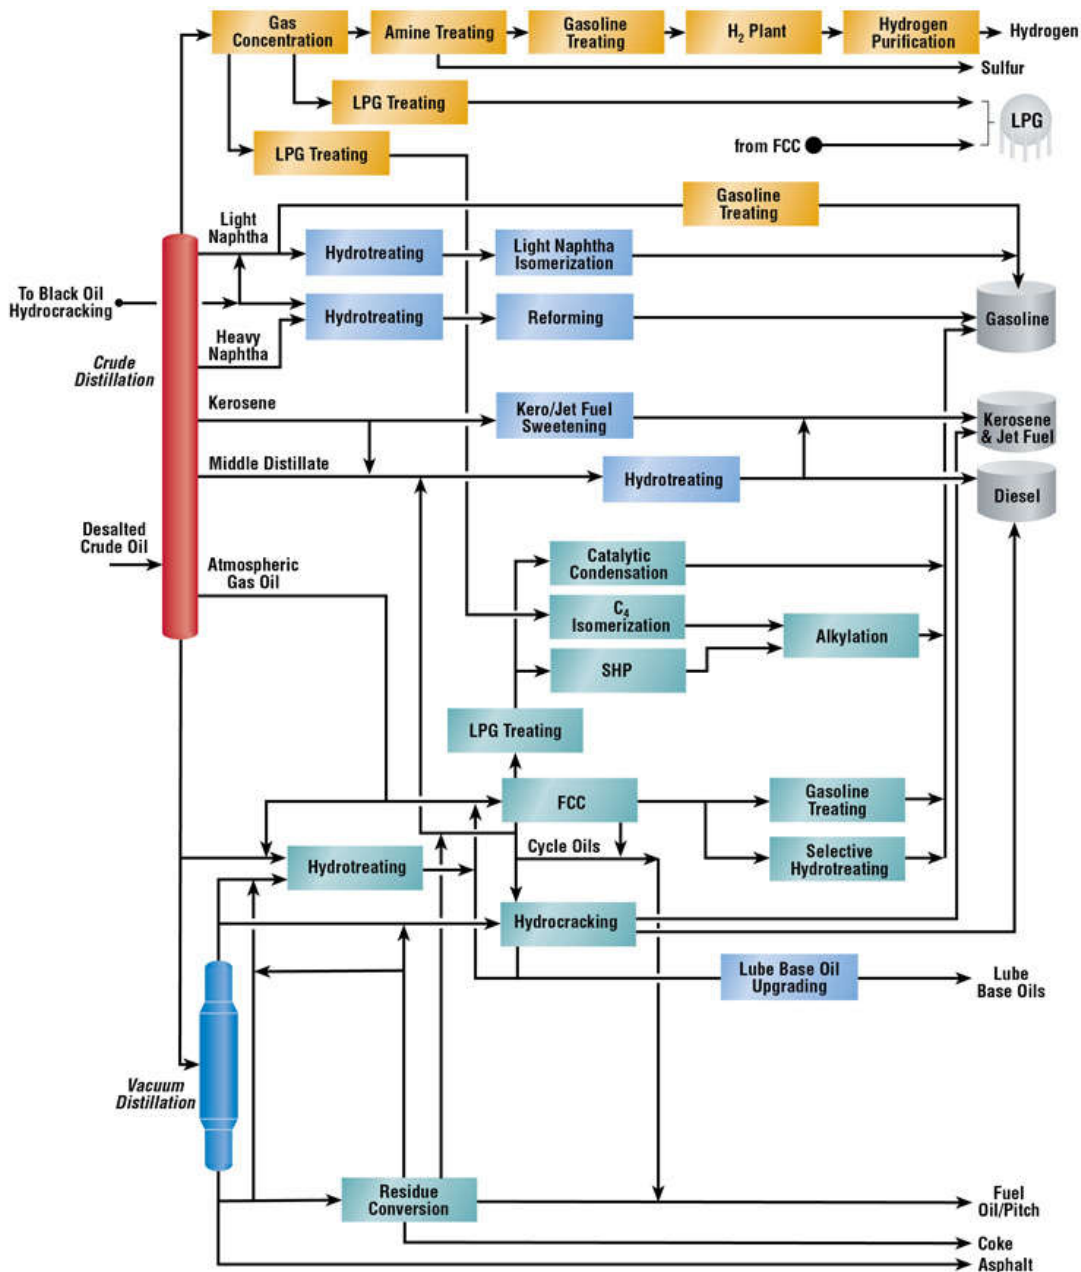 Gas
Concentration
Amine Treating
Gasoline
Treating
H₂ Plant
Hydrogen
Purification
Hydrogen
Sulfur
LPG Treating
LPG
from FCC
LPG Treating
Gasoline
Treating
Light
Naphtha
Hydrotreating
Light Naphtha
Isomerization
To Black Oil
Hydrocracking
Hydrotreating
Reforming
Gasoline
Heavy
Naphtha
Crude
Distillation
Kerosene
Kero/Jet Fuel
Sweetening
Kerosene
& Jet Fuel
Middle Distillate
Hydrotreating
Diesel
Desalted
Crude Oil
Atmospheric
Gas Oil
Catalytic
Condensation
C₄
Isomerization
Alkylation
SHP
LPG Treating
FCC
Gasoline
Treating
Cycle Oils
Selective
Hydrotreating
Hydrotreating
Hydrocracking
Lube Base Oil
Upgrading
Lube
Base Oils
Vacuum
Distillation
Residue
Conversion
Fuel
Oil/Pitch
Coke
Asphalt